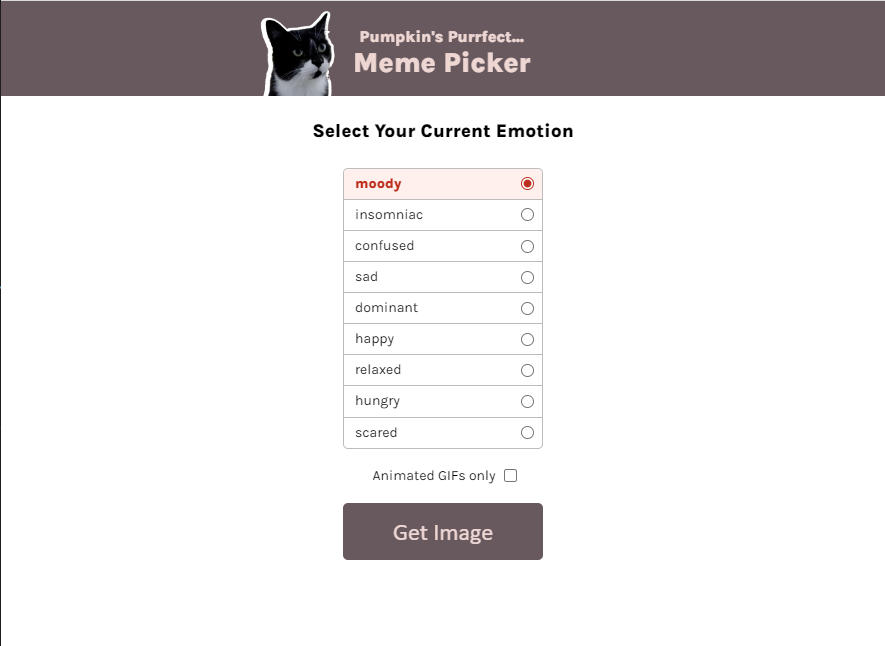 Pumpkin's Purrfect...
Meme Picker
Select Your Current Emotion
moody
insomniac
confused
sad
dominant
happy
relaxed
hungry
scared
Animated GIFs only
Get Image